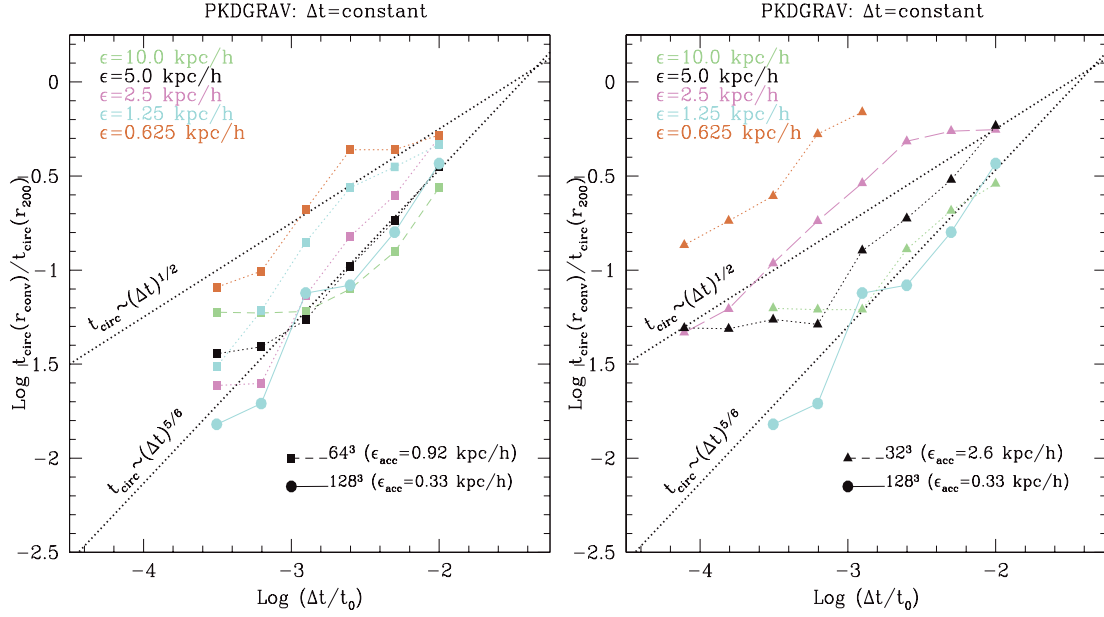 PKDGRAV: Δt=constant
ϵ=10.0 kpc/h
ϵ=5.0 kpc/h
ϵ=2.5 kpc/h
ϵ=1.25 kpc/h
ϵ=0.625 kpc/h
t_circ~(Δt)^1/2
t_circ~(Δt)^5/6
64³ (ϵ_acc=0.92 kpc/h)
128³ (ϵ_acc=0.33 kpc/h)
0
−0.5
−1
−1.5
−2
−2.5
−4
−3
−2
Log (Δt/t₀)
Log t_circ(r_conv)/t_circ(r₂₀₀)
PKDGRAV: Δt=constant
ϵ=10.0 kpc/h
ϵ=5.0 kpc/h
ϵ=2.5 kpc/h
ϵ=1.25 kpc/h
ϵ=0.625 kpc/h
t_circ~(Δt)^1/2
t_circ~(Δt)^5/6
32³ (ϵ_acc=2.6 kpc/h)
128³ (ϵ_acc=0.33 kpc/h)
0
−0.5
−1
−1.5
−2
−2.5
−4
−3
−2
Log (Δt/t₀)
Log t_circ(r_conv)/t_circ(r₂₀₀)